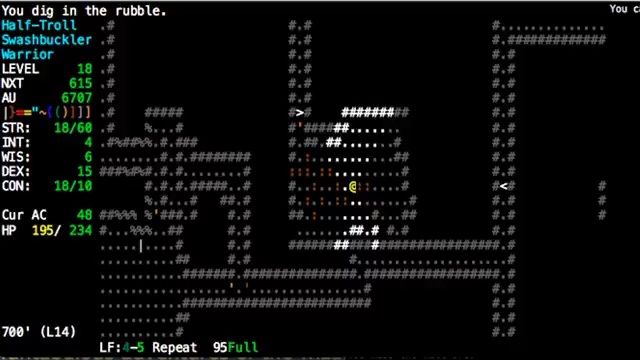 You dig in the rubble.
You ca
Half-Troll
Swashbuckler
Warrior
LEVEL 18
NXT 615
AU 6707
STR: 18/60
INT: 4
WIS: 6
DEX: 15
CON: 18/10
Cur AC 48
HP 195/ 234
700' (L14)
LF:4-5 Repeat 95Full